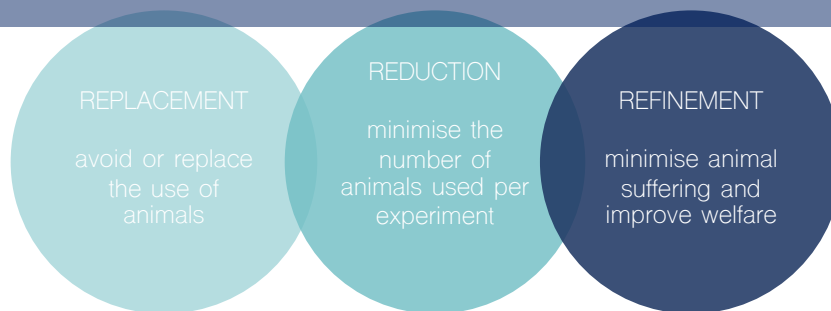 REPLACEMENT
avoid or replace
the use of
animals
REDUCTION
minimise the
number of
animals used per
experiment
REFINEMENT
minimise animal
suffering and
improve welfare